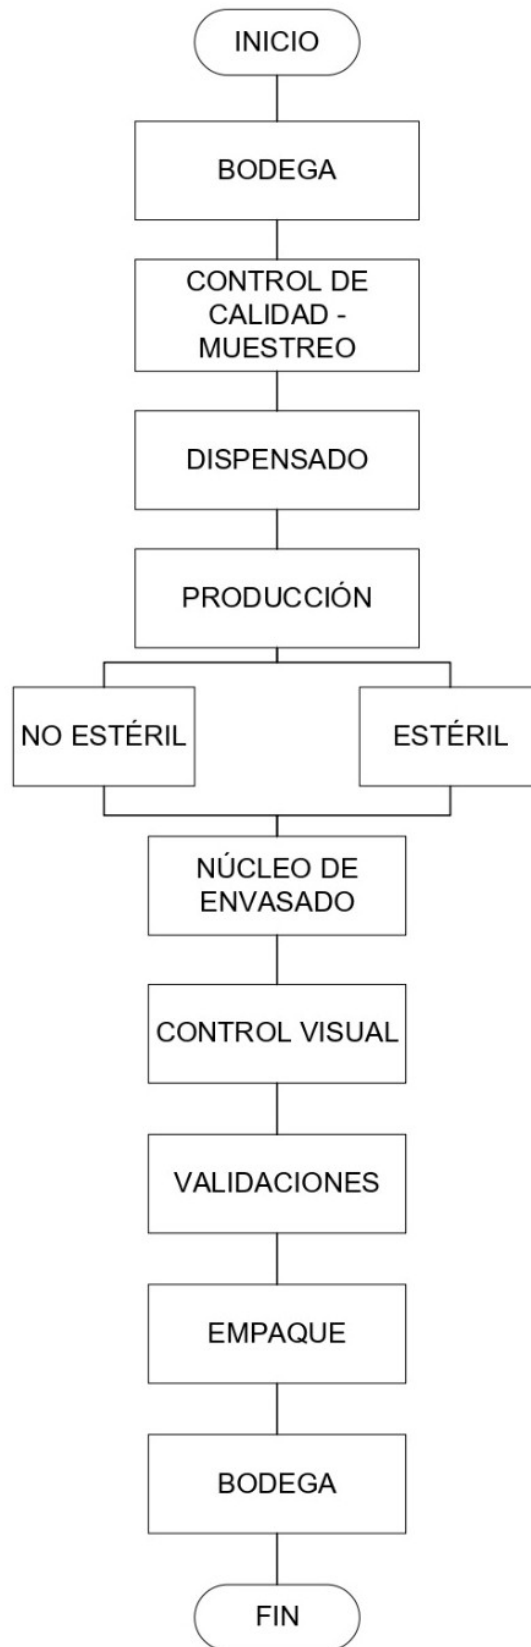 INICIO
BODEGA
CONTROL DE
CALIDAD -
MUESTREO
DISPENSADO
PRODUCCIÓN
NO ESTÉRIL
ESTÉRIL
NÚCLEO DE
ENVASADO
CONTROL VISUAL
VALIDACIONES
EMPAQUE
BODEGA
FIN